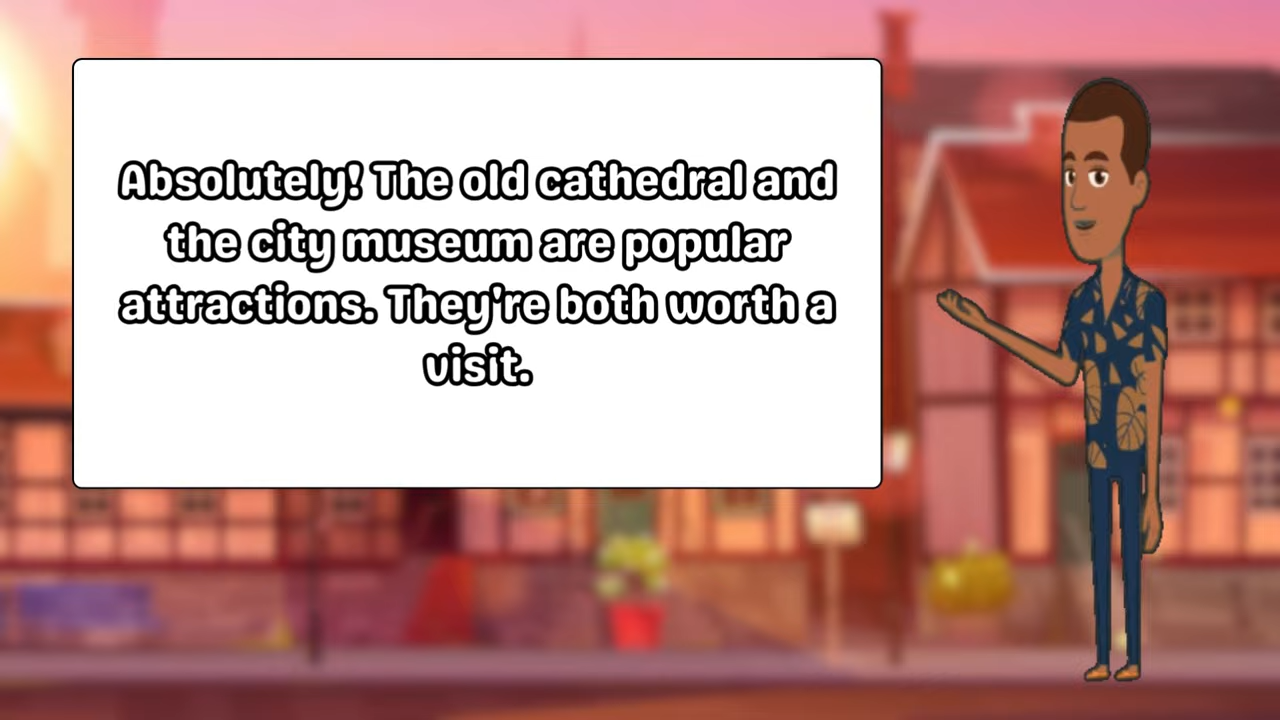 Absolutely! The old cathedral and
the city museum are popular
attractions. They're both worth a
visit.